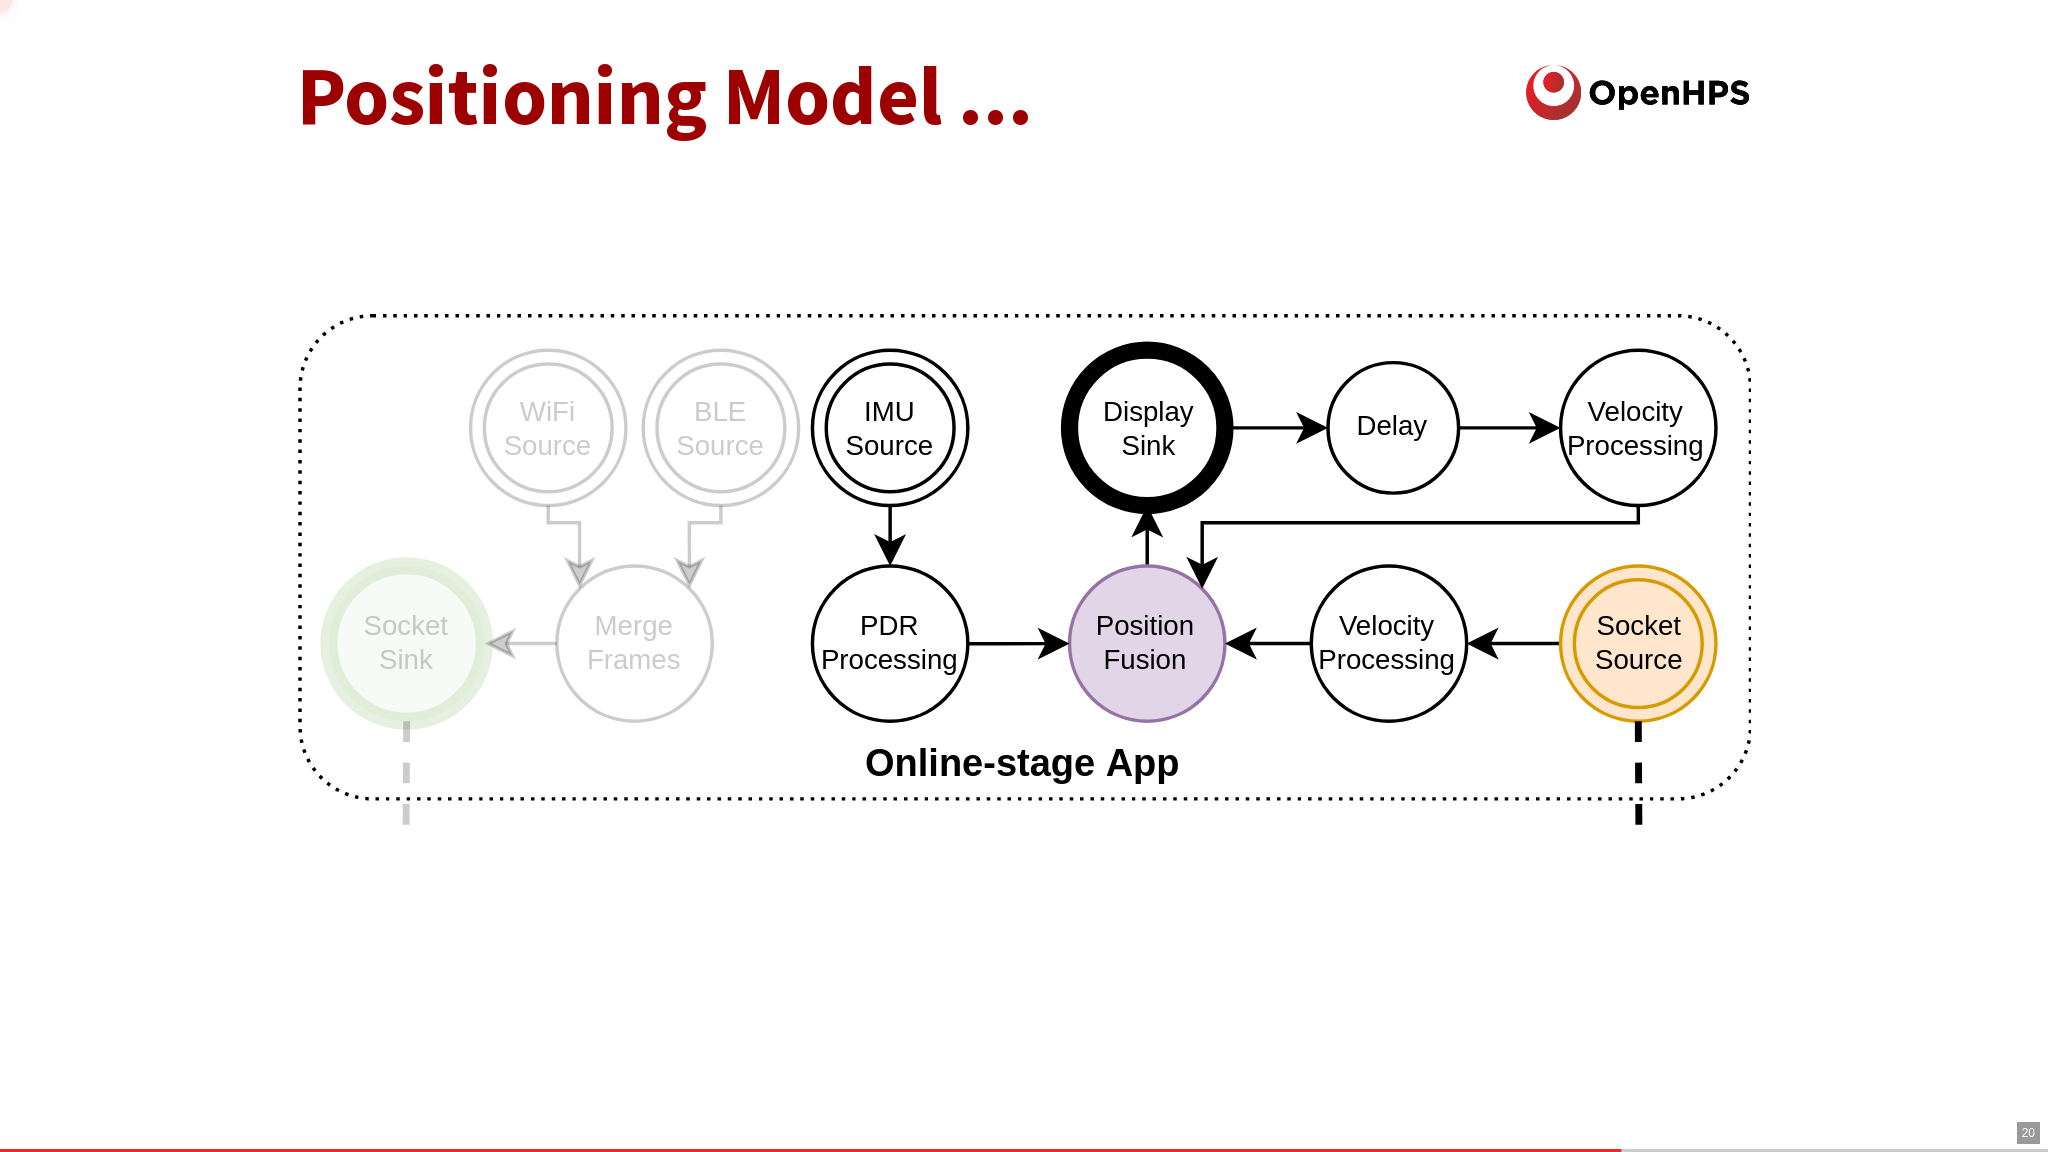 Positioning Model ...
OpenHPS
WiFi
Source
BLE
Source
IMU
Source
Display
Sink
Delay
Velocity
Processing
Socket
Sink
Merge
Frames
PDR
Processing
Position
Fusion
Velocity
Processing
Socket
Source
Online-stage App
20